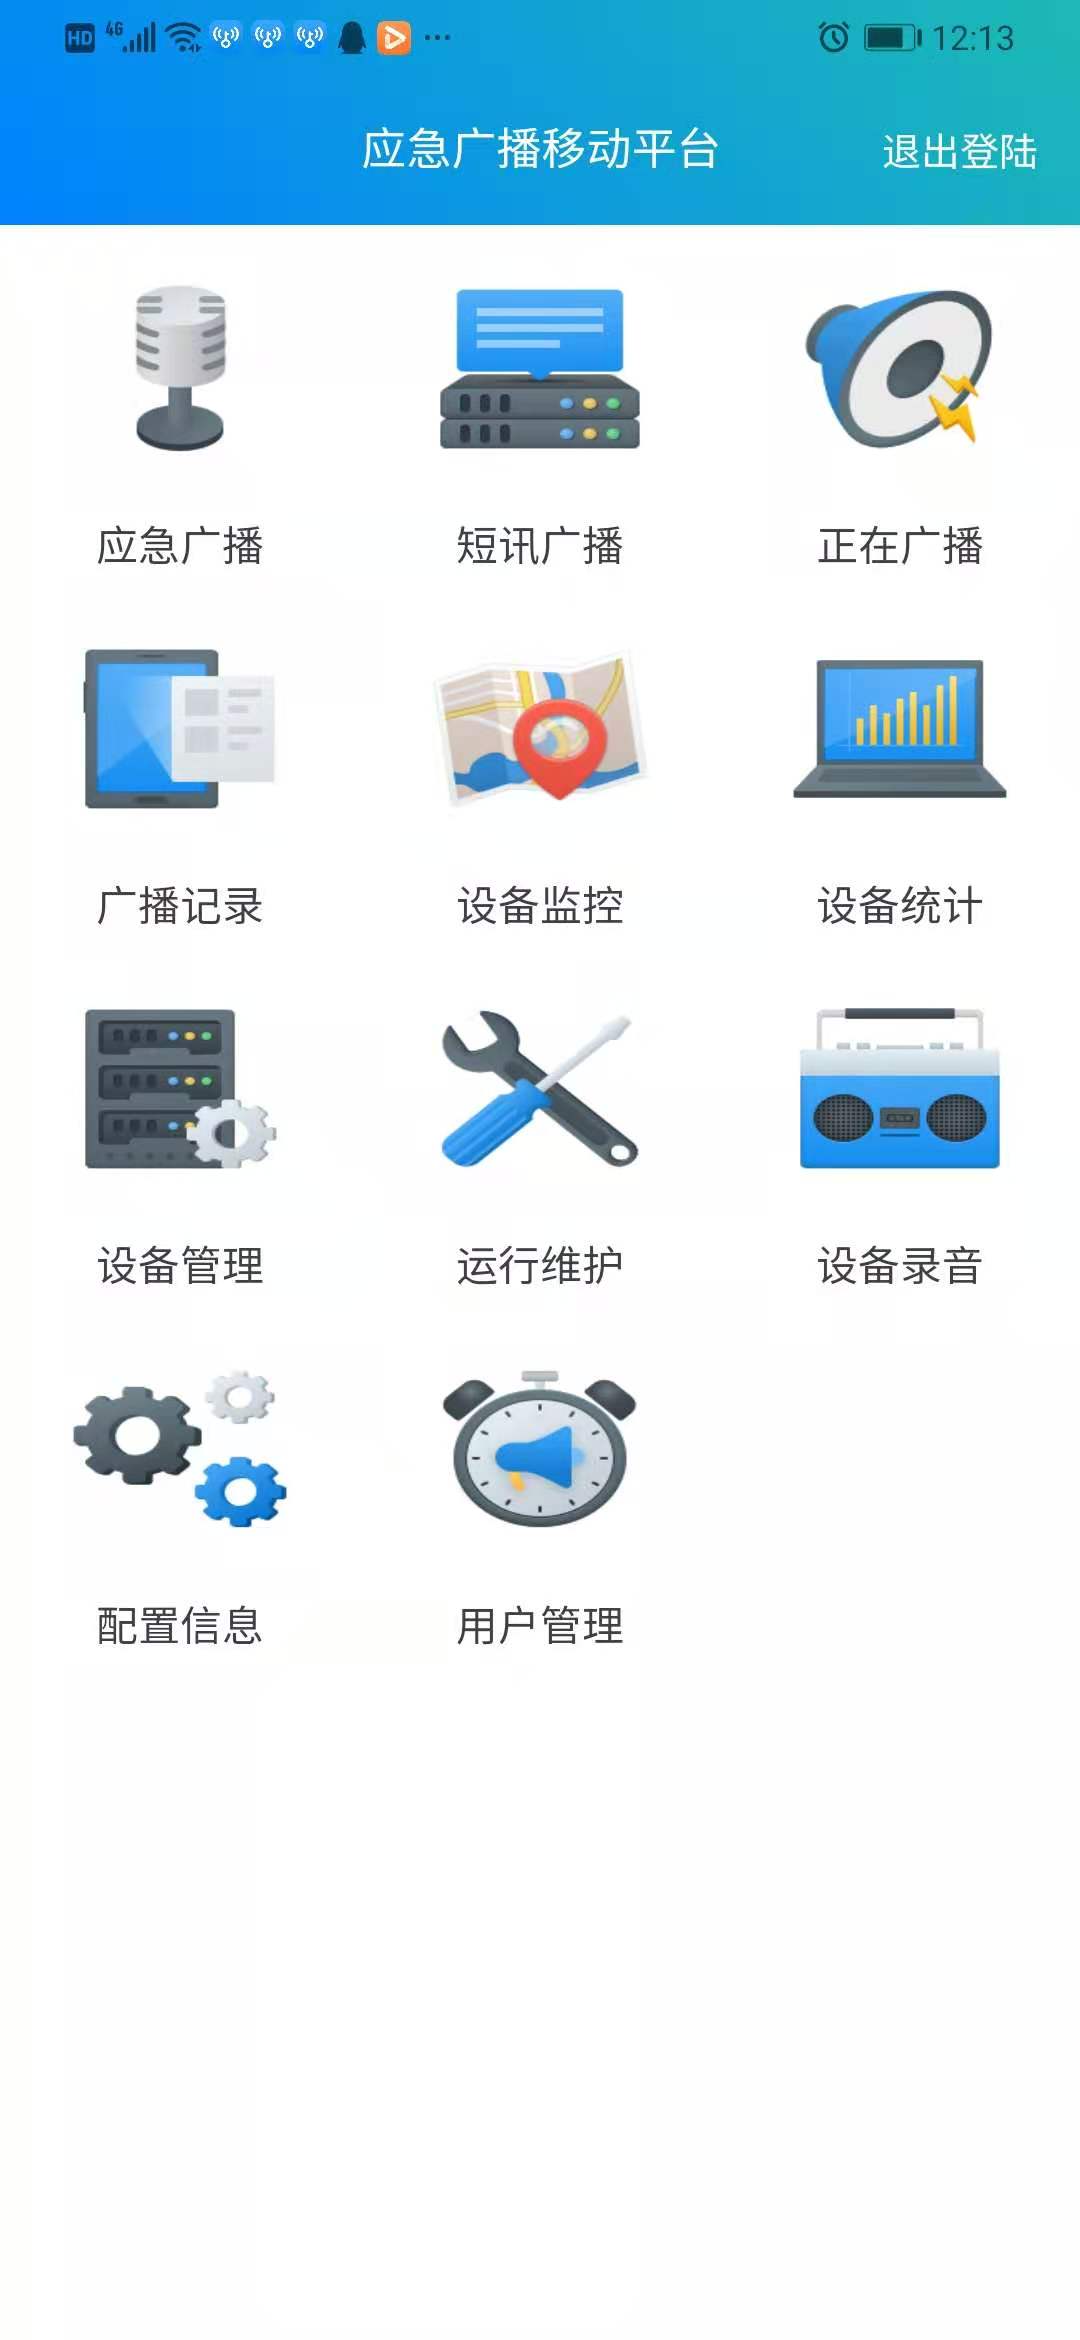 HD 4G 12:13
应急广播移动平台 退出登陆
应急广播 短讯广播 正在广播
广播记录 设备监控 设备统计
设备管理 运行维护 设备录音
配置信息 用户管理